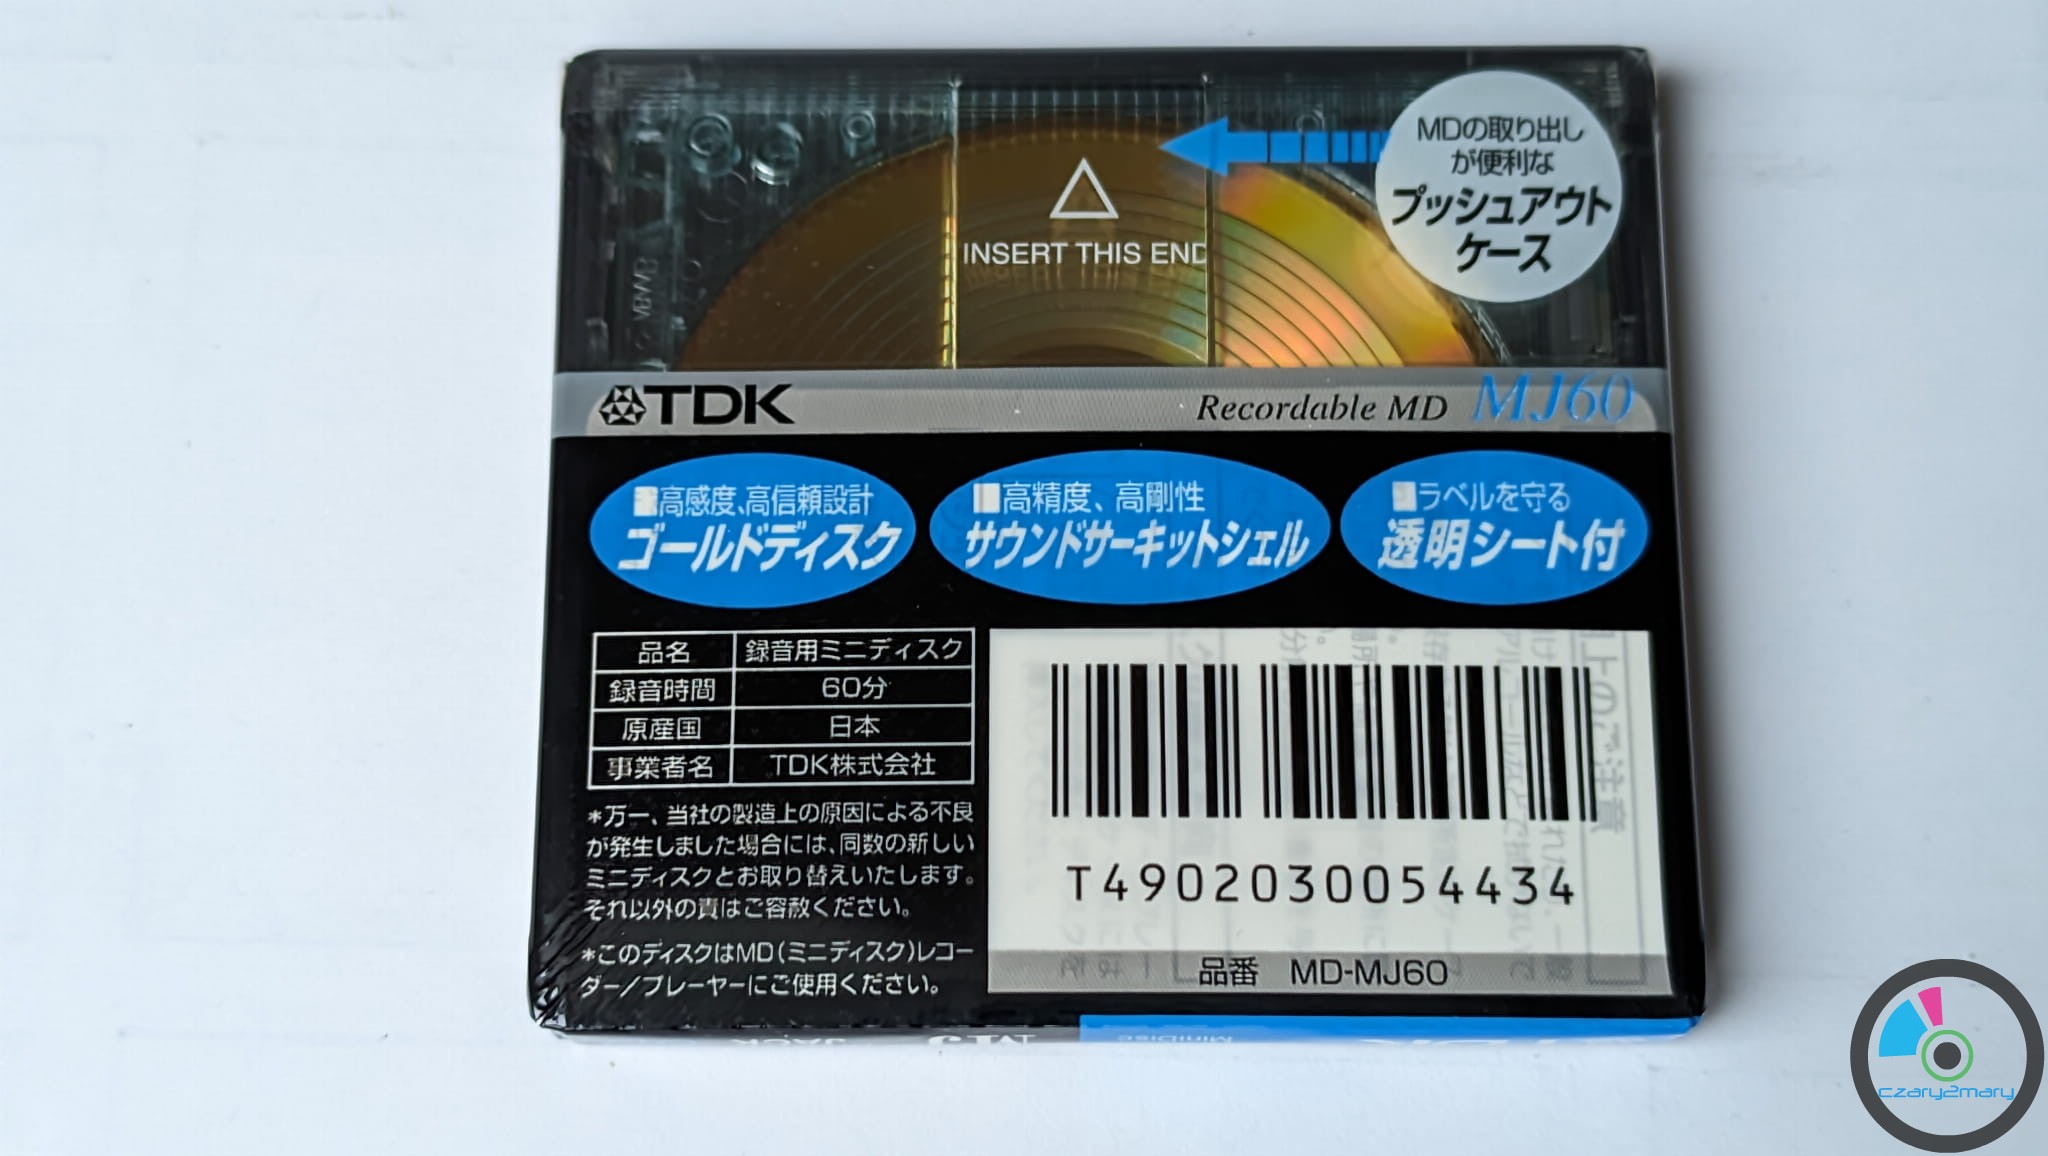 MDの取り出し
が便利な
プッシュアウト
ケース
INSERT THIS END
TDK
Recordable MD MJ60
■高感度、高信頼設計
ゴールドディスク
■高精度、高剛性
サウンドサーキットシェル
■ラベルを守る
透明シート付
品名 録音用ミニディスク
録音時間 60分
原産国 日本
事業者名 TDK株式会社
*万一、当社の製造上の原因による不良
が発生しました場合には、同数の新しい
ミニディスクとお取り替えいたします。
それ以外の責はご容赦ください。
*このディスクはMD(ミニディスク)レコー
ダー/プレーヤーにご使用ください。
T4902030054434
品番 MD-MJ60
MiniDisc
czary2mary